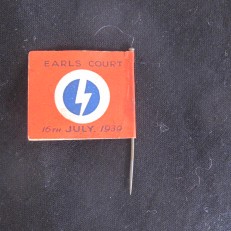 EARLS COURT
16TH JULY, 1939